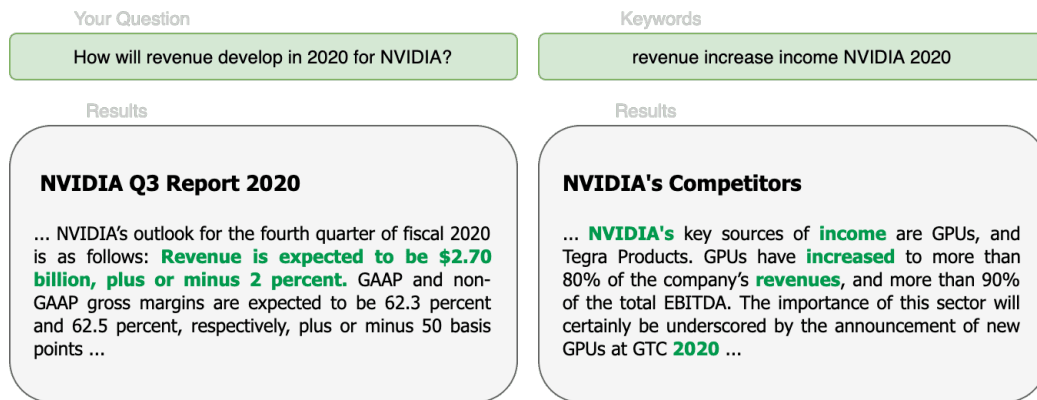 Your Question
How will revenue develop in 2020 for NVIDIA?
Results
NVIDIA Q3 Report 2020
... NVIDIA’s outlook for the fourth quarter of fiscal 2020
is as follows: Revenue is expected to be $2.70
billion, plus or minus 2 percent. GAAP and non-
GAAP gross margins are expected to be 62.3 percent
and 62.5 percent, respectively, plus or minus 50 basis
points ...
Keywords
revenue increase income NVIDIA 2020
Results
NVIDIA's Competitors
... NVIDIA's key sources of income are GPUs, and
Tegra Products. GPUs have increased to more than
80% of the company’s revenues, and more than 90%
of the total EBITDA. The importance of this sector will
certainly be underscored by the announcement of new
GPUs at GTC 2020 ...